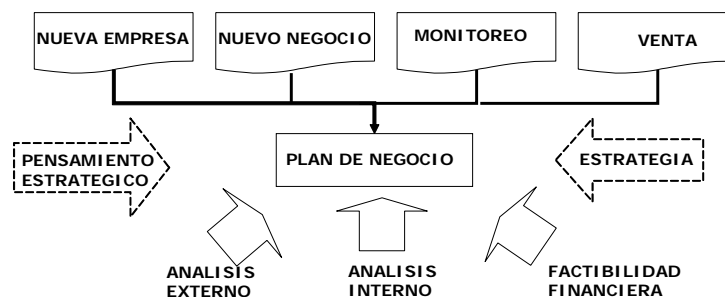 NUEVA EMPRESA
NUEVO NEGOCIO
MONITOREO
VENTA
PENSAMIENTO
ESTRATEGICO
PLAN DE NEGOCIO
ESTRATEGIA
ANALISIS
EXTERNO
ANALISIS
INTERNO
FACTIBILIDAD
FINANCIERA